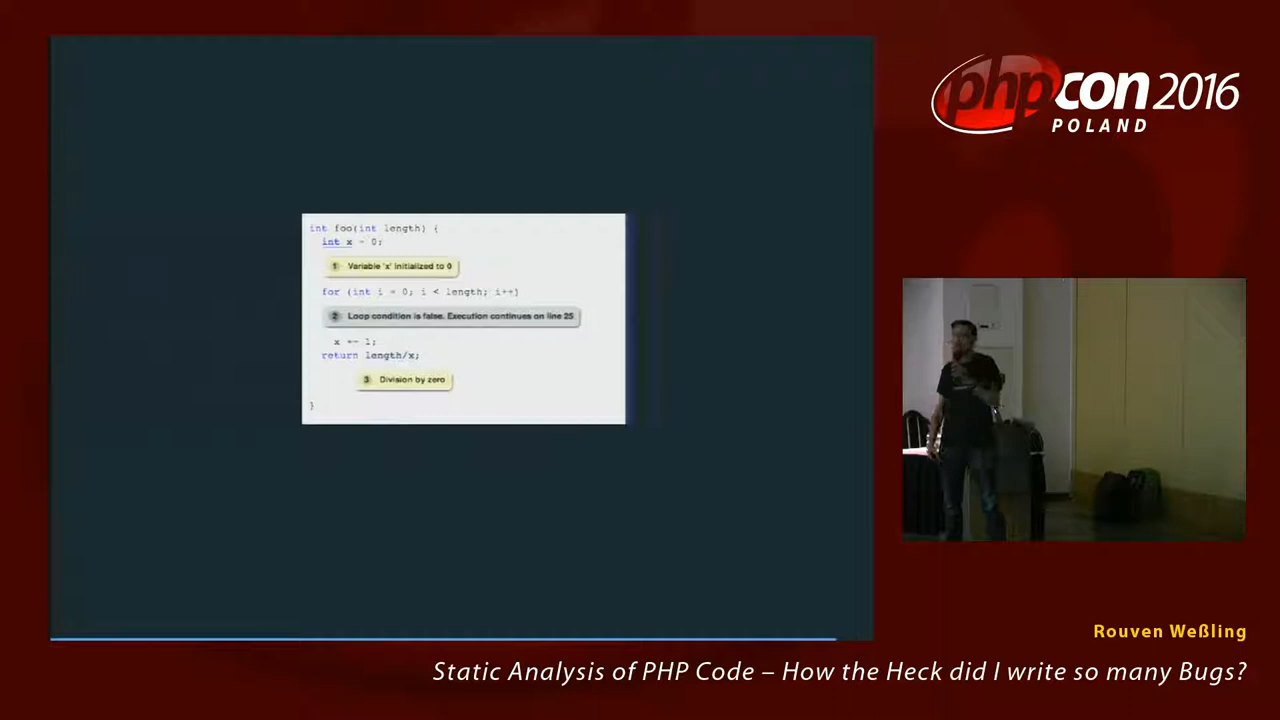 int foo(int length) {
int x = 0;
1 Variable 'x' initialized to 0
for (int i = 0; i < length; i++)
2 Loop condition is false. Execution continues on line 25
x += 1;
return length/x;
3 Division by zero
}
phpcon 2016
POLAND
Rouven Weßling
Static Analysis of PHP Code – How the Heck did I write so many Bugs?